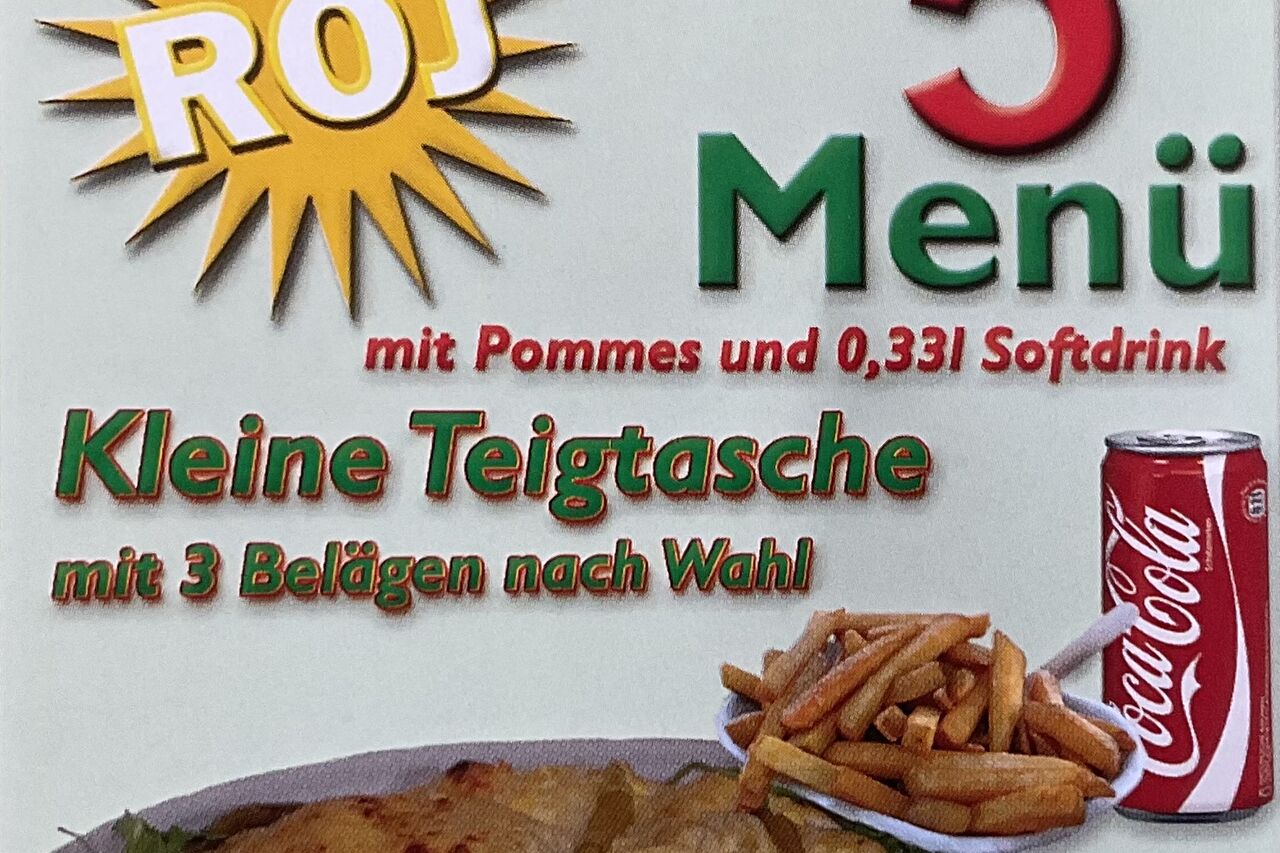 ROJ
Menü
mit Pommes und 0,33l Softdrink
Kleine Teigtasche
mit 3 Belägen nach Wahl
Coca-Cola